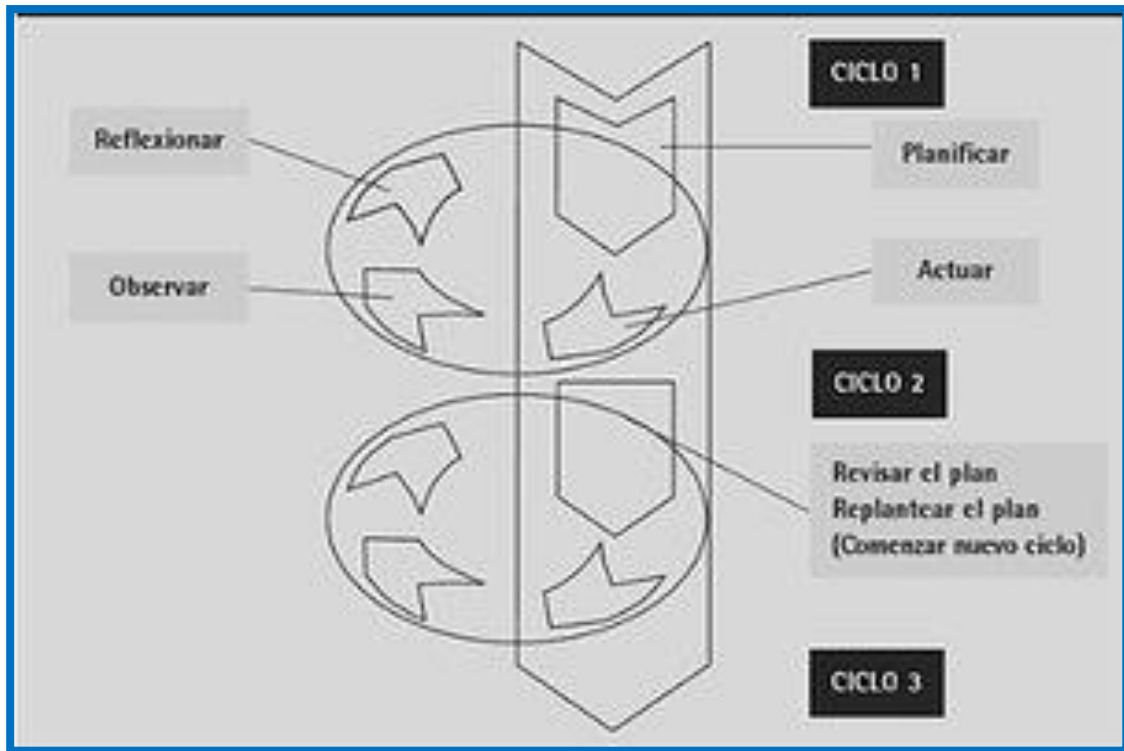 CICLO 1
Reflexionar
Planificar
Observar
Actuar
CICLO 2
Revisar el plan
Replantear el plan
(Comenzar nuevo ciclo)
CICLO 3